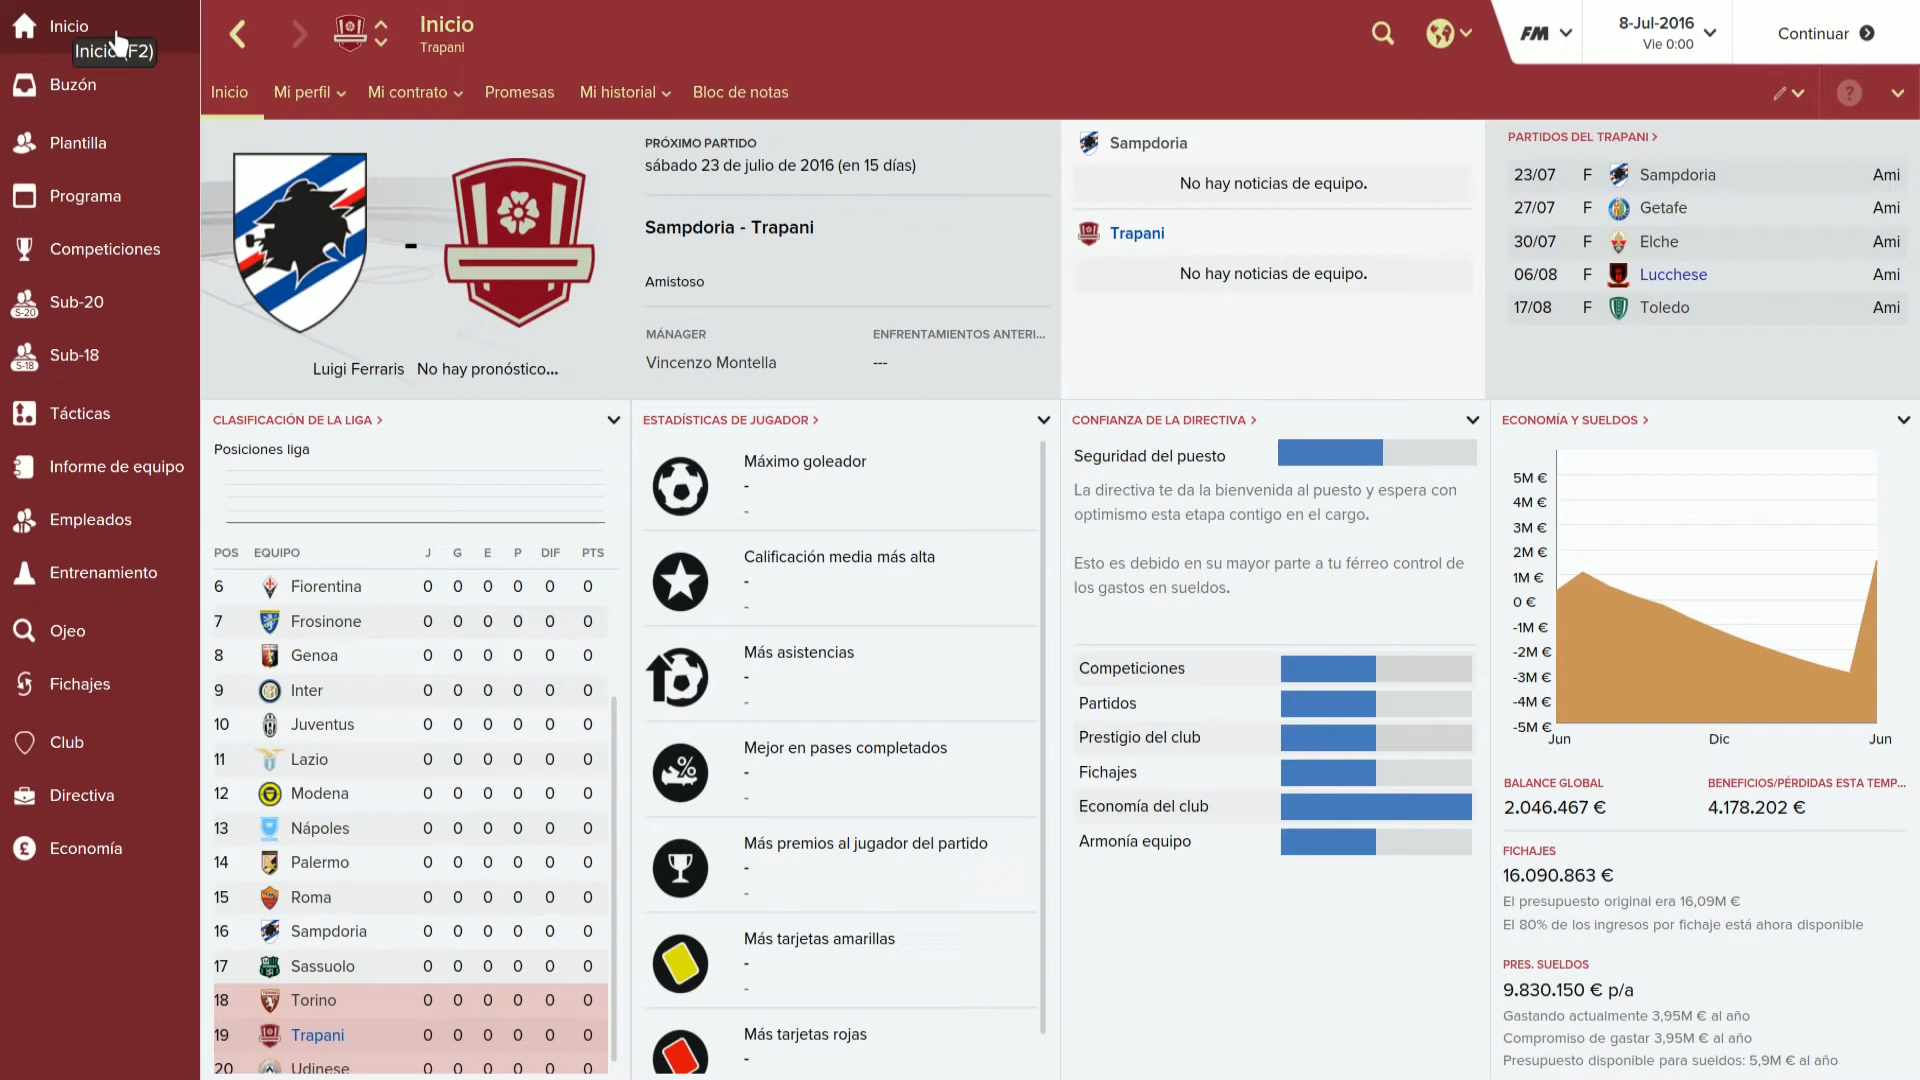 Inicio
Inicio (F2)
Buzón
Plantilla
Programa
Competiciones
S-20
Sub-20
S-18
Sub-18
Tácticas
Informe de equipo
Empleados
Entrenamiento
Ojeo
Fichajes
Club
Directiva
Economía
Inicio
Trapani
FM
8-Jul-2016
Vie 0:00
Continuar
Inicio
Mi perfil
Mi contrato
Promesas
Mi historial
Bloc de notas
?
Luigi Ferraris No hay pronóstico...
PRÓXIMO PARTIDO
sábado 23 de julio de 2016 (en 15 días)
Sampdoria - Trapani
Amistoso
MÁNAGER
ENFRENTAMIENTOS ANTERI...
Vincenzo Montella
---
Sampdoria
No hay noticias de equipo.
Trapani
No hay noticias de equipo.
PARTIDOS DEL TRAPANI >
23/07 F Sampdoria Ami
27/07 F Getafe Ami
30/07 F Elche Ami
06/08 F Lucchese Ami
17/08 F Toledo Ami
CLASIFICACIÓN DE LA LIGA >
Posiciones liga
POS EQUIPO J G E P DIF PTS
6 Fiorentina 0 0 0 0 0 0
7 Frosinone 0 0 0 0 0 0
8 Genoa 0 0 0 0 0 0
9 Inter 0 0 0 0 0 0
10 Juventus 0 0 0 0 0 0
11 Lazio 0 0 0 0 0 0
12 Modena 0 0 0 0 0 0
13 Nápoles 0 0 0 0 0 0
14 Palermo 0 0 0 0 0 0
15 Roma 0 0 0 0 0 0
16 Sampdoria 0 0 0 0 0 0
17 Sassuolo 0 0 0 0 0 0
18 Torino 0 0 0 0 0 0
19 Trapani 0 0 0 0 0 0
20 Udinese 0 0 0 0 0 0
ESTADÍSTICAS DE JUGADOR >
Máximo goleador
-
-
Calificación media más alta
-
-
Más asistencias
-
-
Mejor en pases completados
-
-
Más premios al jugador del partido
-
-
Más tarjetas amarillas
-
-
Más tarjetas rojas
-
CONFIANZA DE LA DIRECTIVA >
Seguridad del puesto
La directiva te da la bienvenida al puesto y espera con
optimismo esta etapa contigo en el cargo.
Esto es debido en su mayor parte a tu férreo control de
los gastos en sueldos.
Competiciones
Partidos
Prestigio del club
Fichajes
Economía del club
Armonía equipo
ECONOMÍA Y SUELDOS >
5M €
4M €
3M €
2M €
1M €
0 €
-1M €
-2M €
-3M €
-4M €
-5M €
Jun Dic Jun
BALANCE GLOBAL
2.046.467 €
BENEFICIOS/PÉRDIDAS ESTA TEMP...
4.178.202 €
FICHAJES
16.090.863 €
El presupuesto original era 16,09M €
El 80% de los ingresos por fichaje está ahora disponible
PRES. SUELDOS
9.830.150 € p/a
Gastando actualmente 3,95M € al año
Compromiso de gastar 3,95M € al año
Presupuesto disponible para sueldos: 5,9M € al año